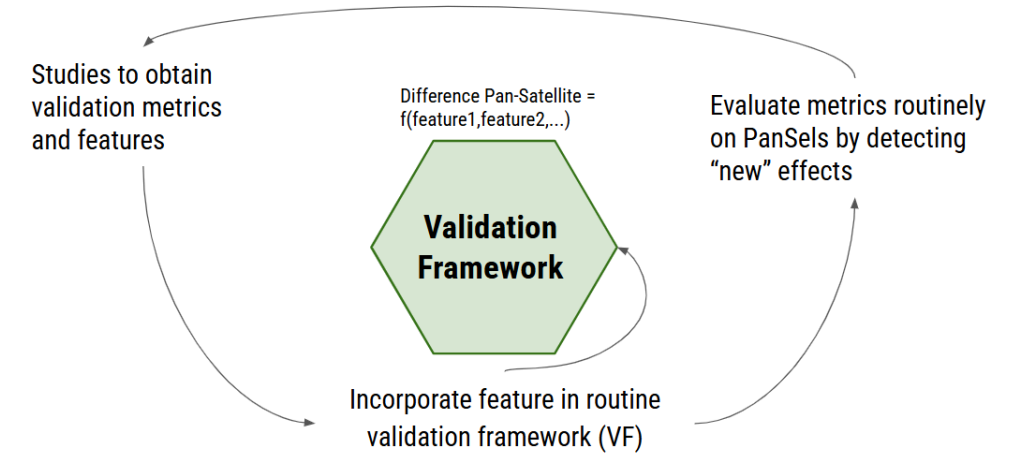 Studies to obtain
validation metrics
and features
Difference Pan-Satellite =
f(feature1,feature2,...)
Validation
Framework
Evaluate metrics routinely
on PanSels by detecting
“new” effects
Incorporate feature in routine
validation framework (VF)